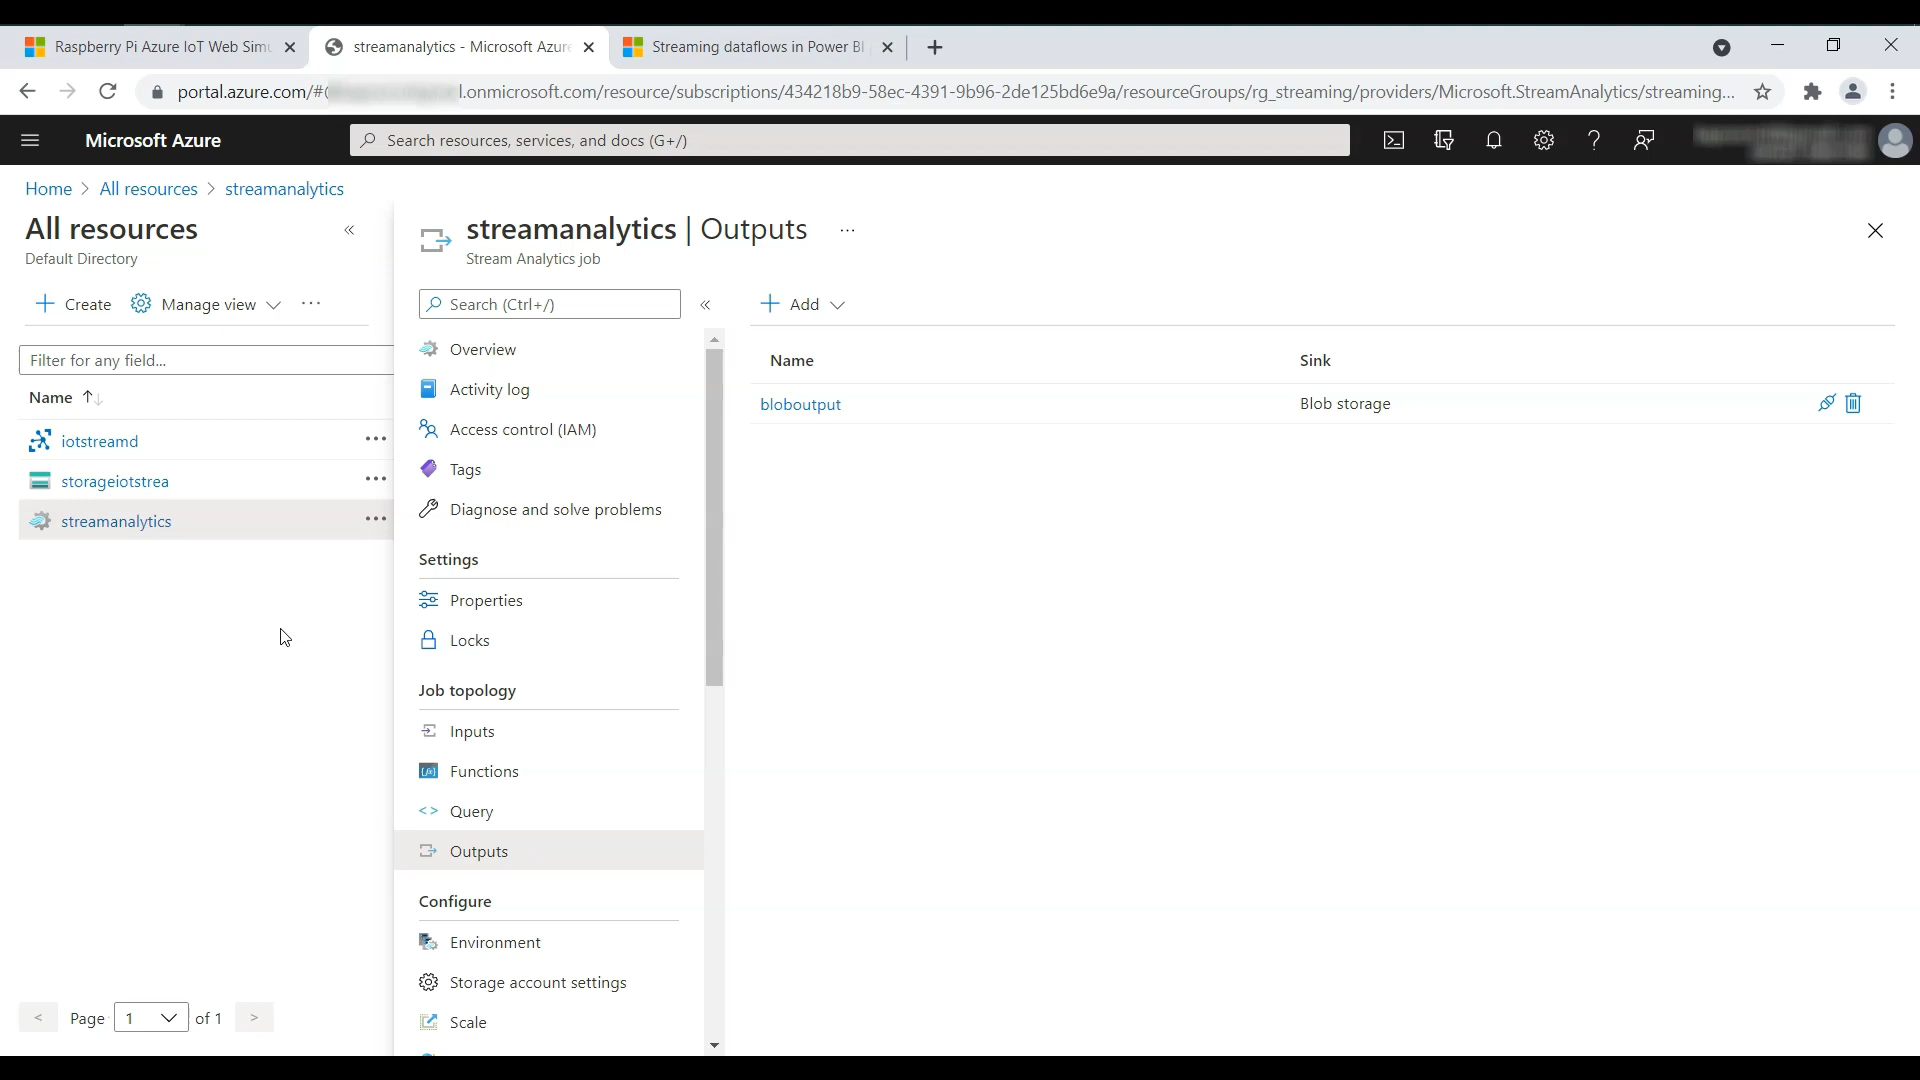 Raspberry Pi Azure IoT Web Simu
streamanalytics - Microsoft Azure
Streaming dataflows in Power BI
portal.azure.com/#
l.onmicrosoft.com/resource/subscriptions/434218b9-58ec-4391-9b96-2de125bd6e9a/resourceGroups/rg_streaming/providers/Microsoft.StreamAnalytics/streaming...
Microsoft Azure
Search resources, services, and docs (G+/)
Home > All resources > streamanalytics
All resources
Default Directory
Create
Manage view
Filter for any field...
Name
iotstreamd
storageiotstrea
streamanalytics
< Page 1 of 1 >
streamanalytics | Outputs
Stream Analytics job
Search (Ctrl+/)
Overview
Activity log
Access control (IAM)
Tags
Diagnose and solve problems
Settings
Properties
Locks
Job topology
Inputs
Functions
Query
Outputs
Configure
Environment
Storage account settings
Scale
Add
Name Sink
bloboutput Blob storage